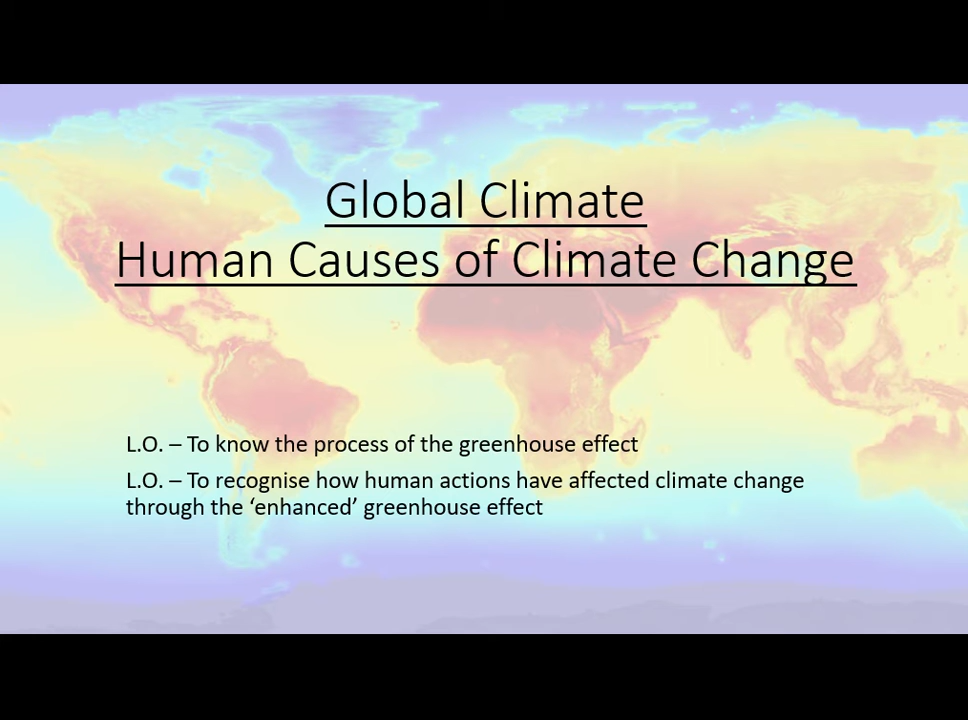 Global Climate
Human Causes of Climate Change
L.O. – To know the process of the greenhouse effect
L.O. – To recognise how human actions have affected climate change
through the ‘enhanced’ greenhouse effect